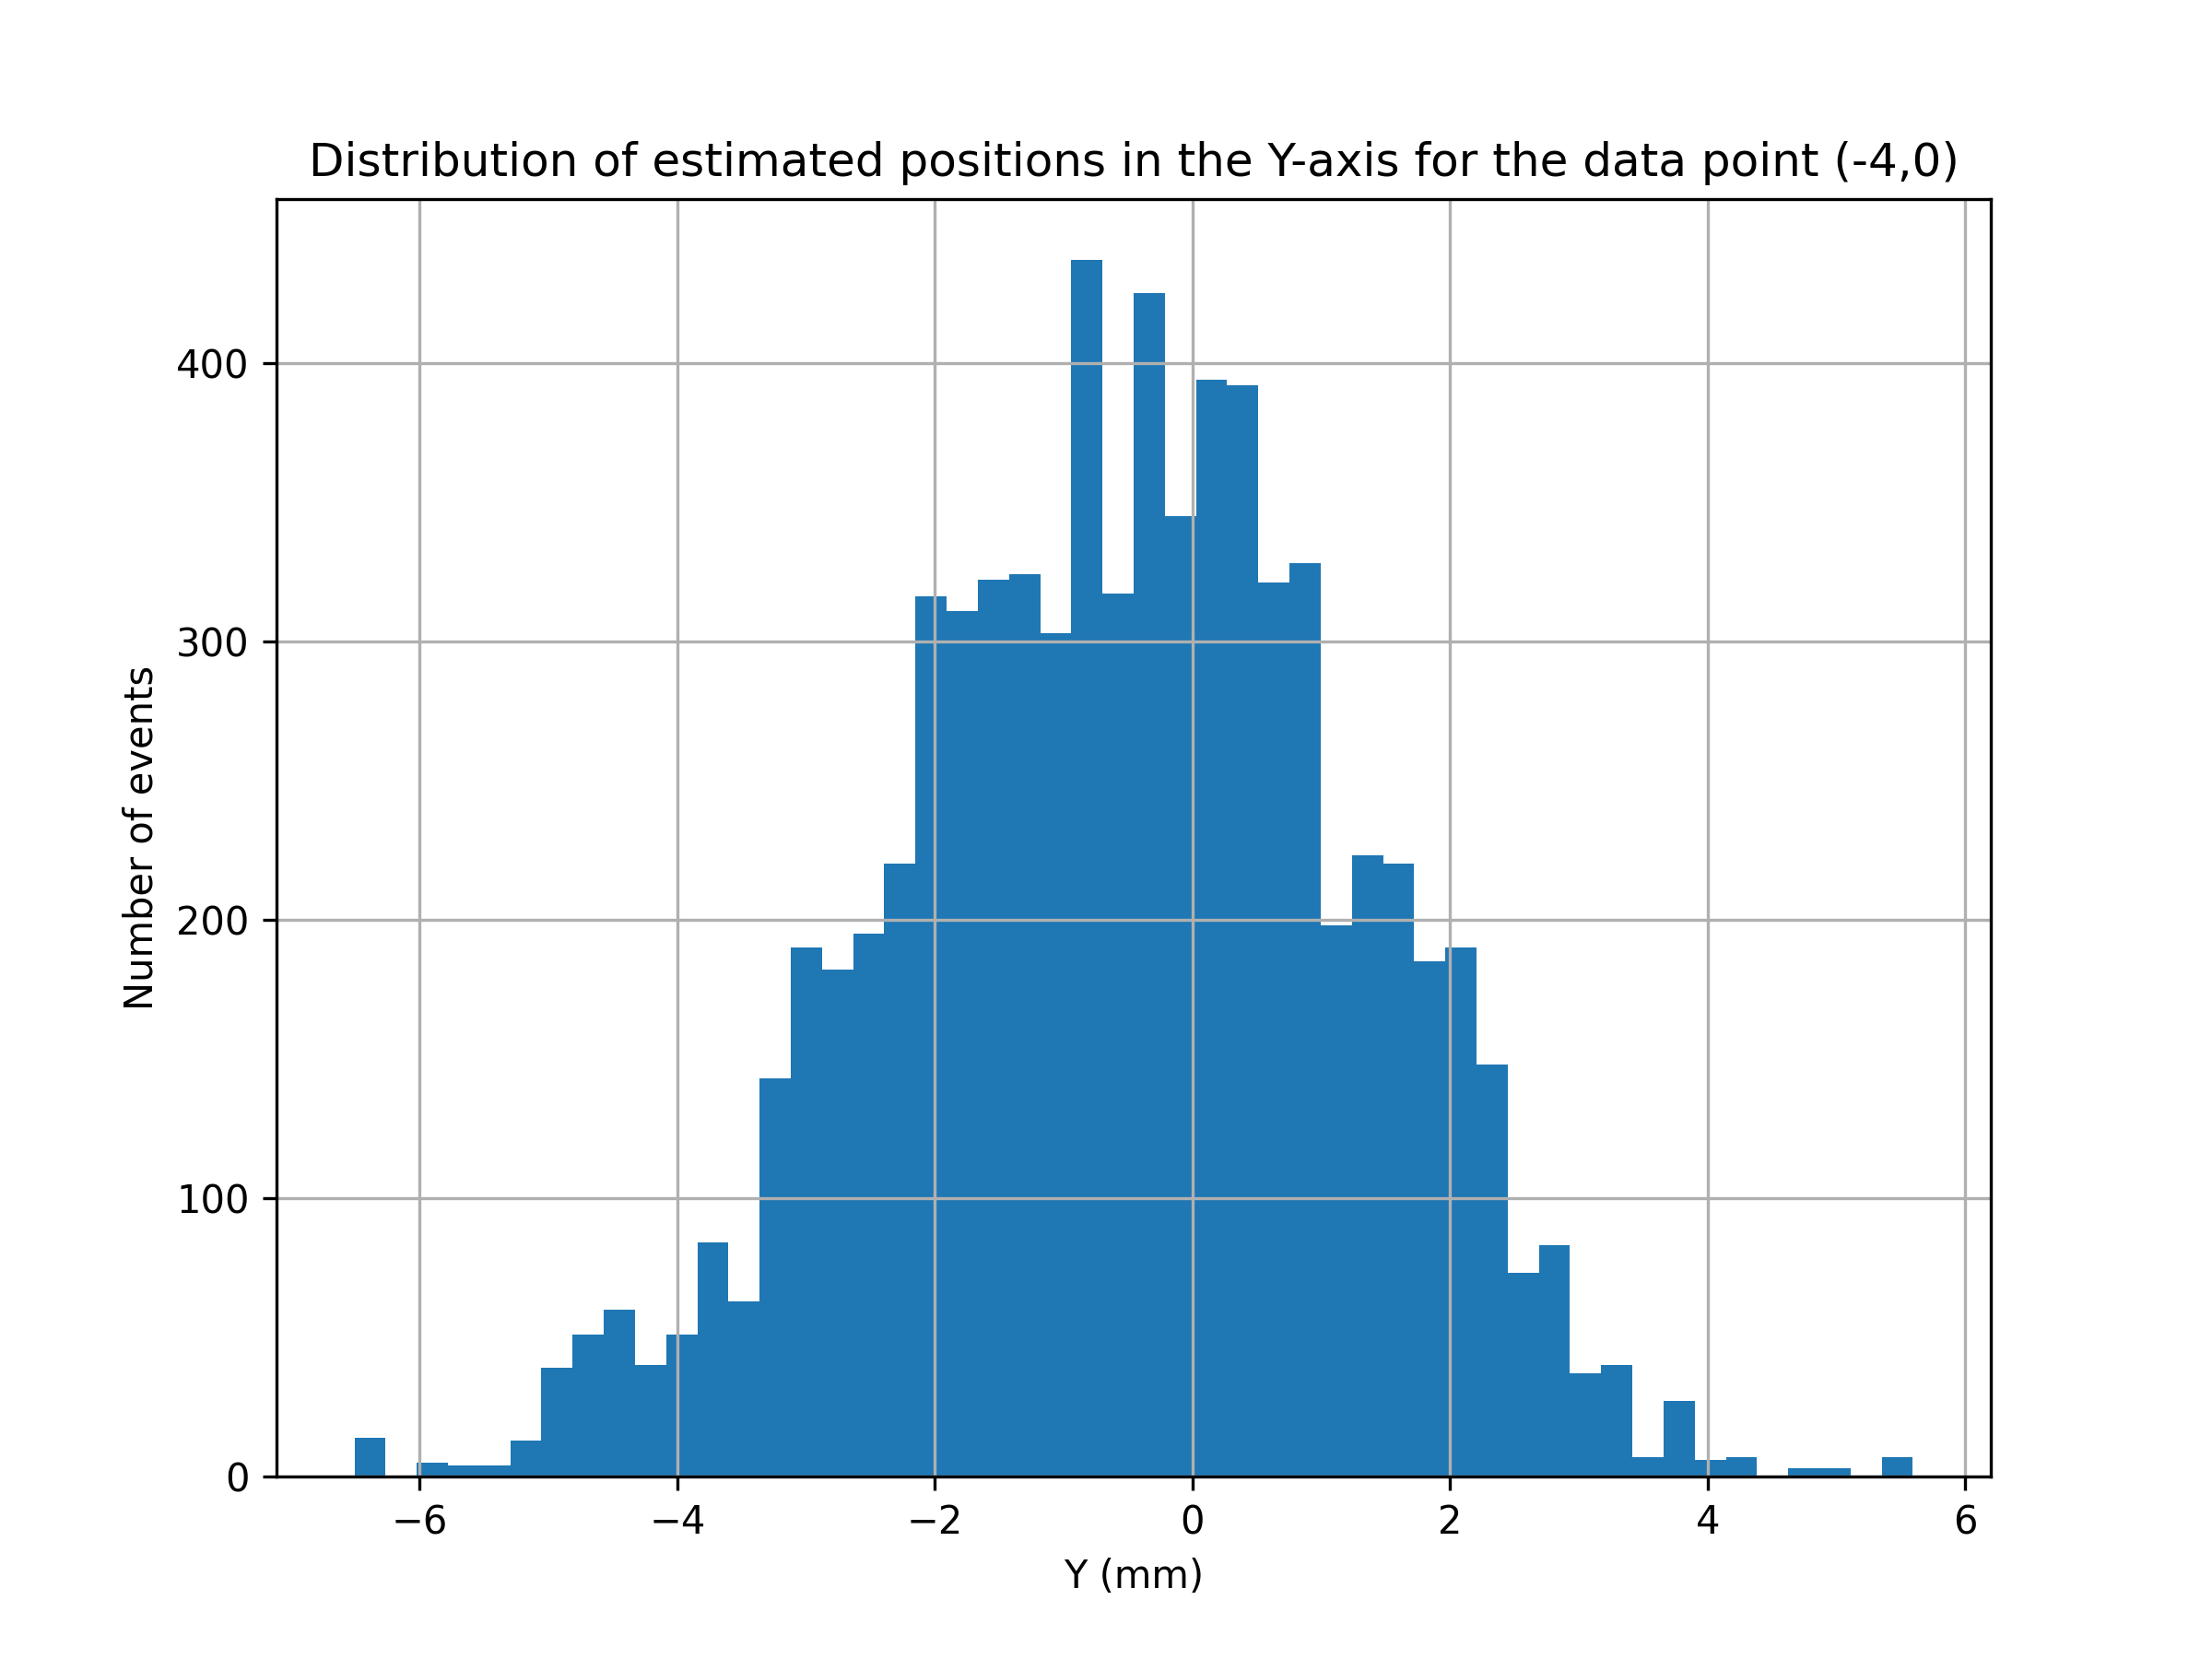 Distribution of estimated positions in the Y-axis for the data point (-4,0)
400
300
200
100
0
Number of events
−6 −4 −2 0 2 4 6
Y (mm)